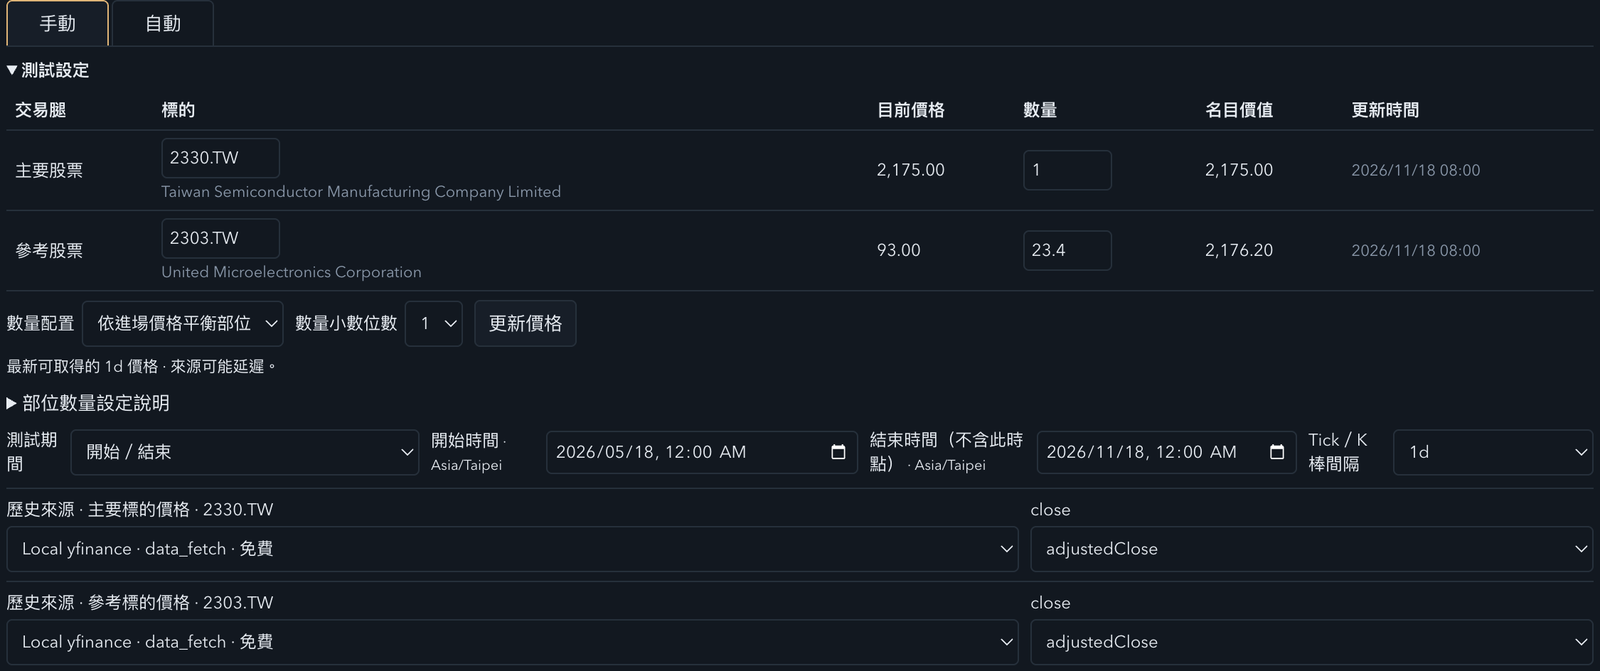 手動 自動
▼測試設定
交易腿 標的 目前價格 數量 名目價值 更新時間
主要股票 2330.TW 2,175.00 1 2,175.00 2026/11/18 08:00
Taiwan Semiconductor Manufacturing Company Limited
參考股票 2303.TW 93.00 23.4 2,176.20 2026/11/18 08:00
United Microelectronics Corporation
數量配置 依進場價格平衡部位 數量小數位數 1 更新價格
最新可取得的 1d 價格 · 來源可能延遲。
▶部位數量設定說明
測試期間 開始 / 結束 開始時間 · Asia/Taipei 2026/05/18, 12:00 AM 結束時間（不含此時點） · Asia/Taipei 2026/11/18, 12:00 AM Tick / K 棒間隔 1d
歷史來源 · 主要標的價格 · 2330.TW close
Local yfinance · data_fetch · 免費 adjustedClose
歷史來源 · 參考標的價格 · 2303.TW close
Local yfinance · data_fetch · 免費 adjustedClose